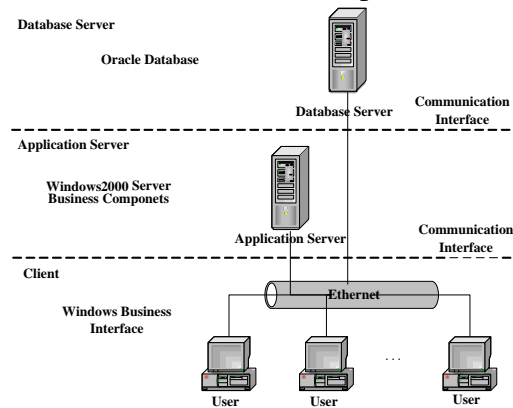 Database Server
Oracle Database
Database Server
Communication
Interface
Application Server
Windows2000 Server
Business Componets
Application Server
Communication
Interface
Client
Ethernet
Windows Business
Interface
. . .
User
User
User